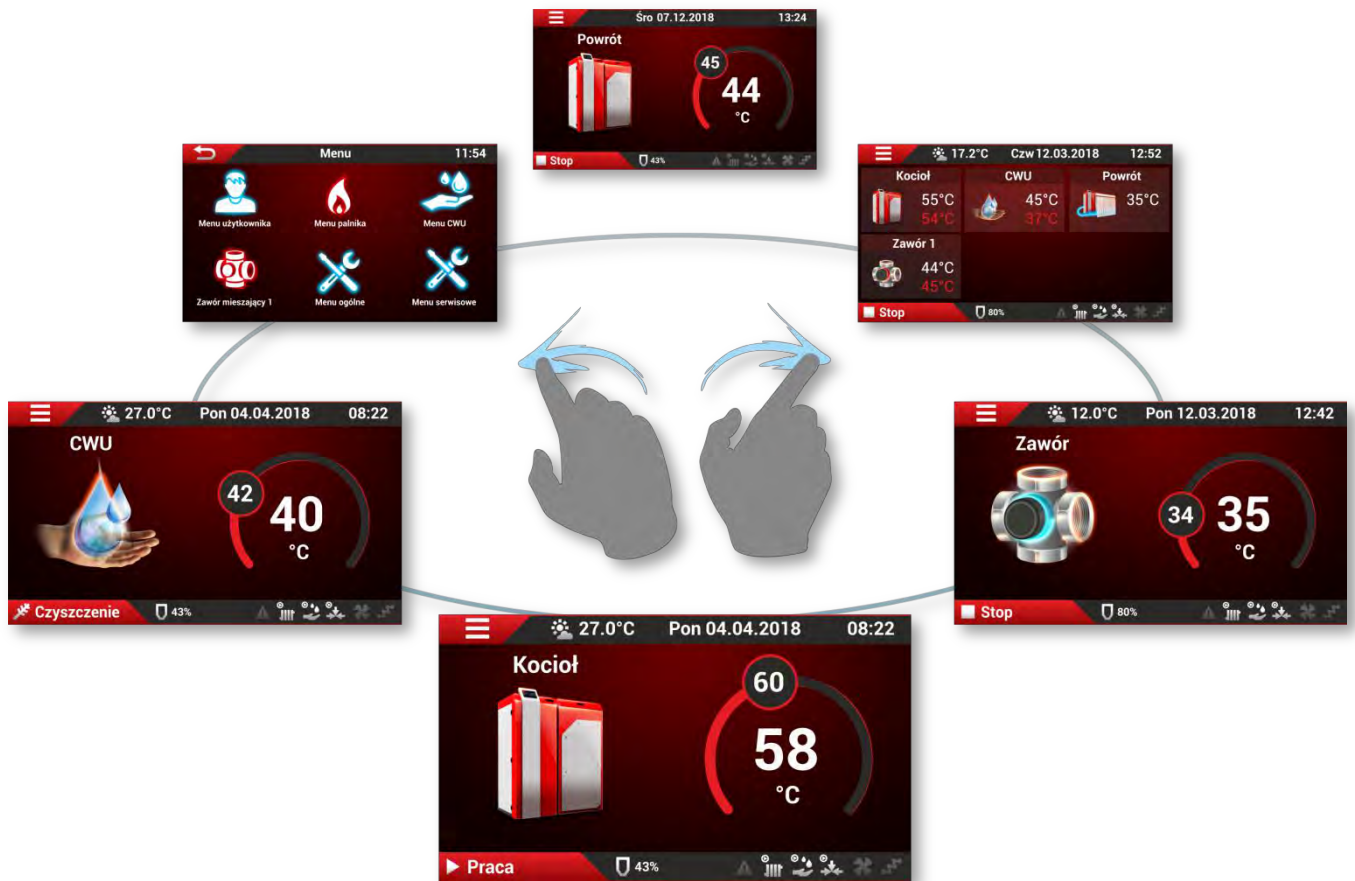 Śro 07.12.2018 13:24
Powrót
45
44
°C
Stop 43%
Menu 11:54
Menu użytkownika Menu palnika Menu CWU
Zawór mieszający 1 Menu ogólne Menu serwisowe
17.2°C Czw 12.03.2018 12:52
Kocioł CWU Powrót
55°C 45°C 35°C
54°C 37°C
Zawór 1
44°C
45°C
Stop 80%
27.0°C Pon 04.04.2018 08:22
CWU
42
40
°C
Czyszczenie 43%
12.0°C Pon 12.03.2018 12:42
Zawór
34 35
°C
Stop 80%
27.0°C Pon 04.04.2018 08:22
Kocioł
60
58
°C
Praca 43%